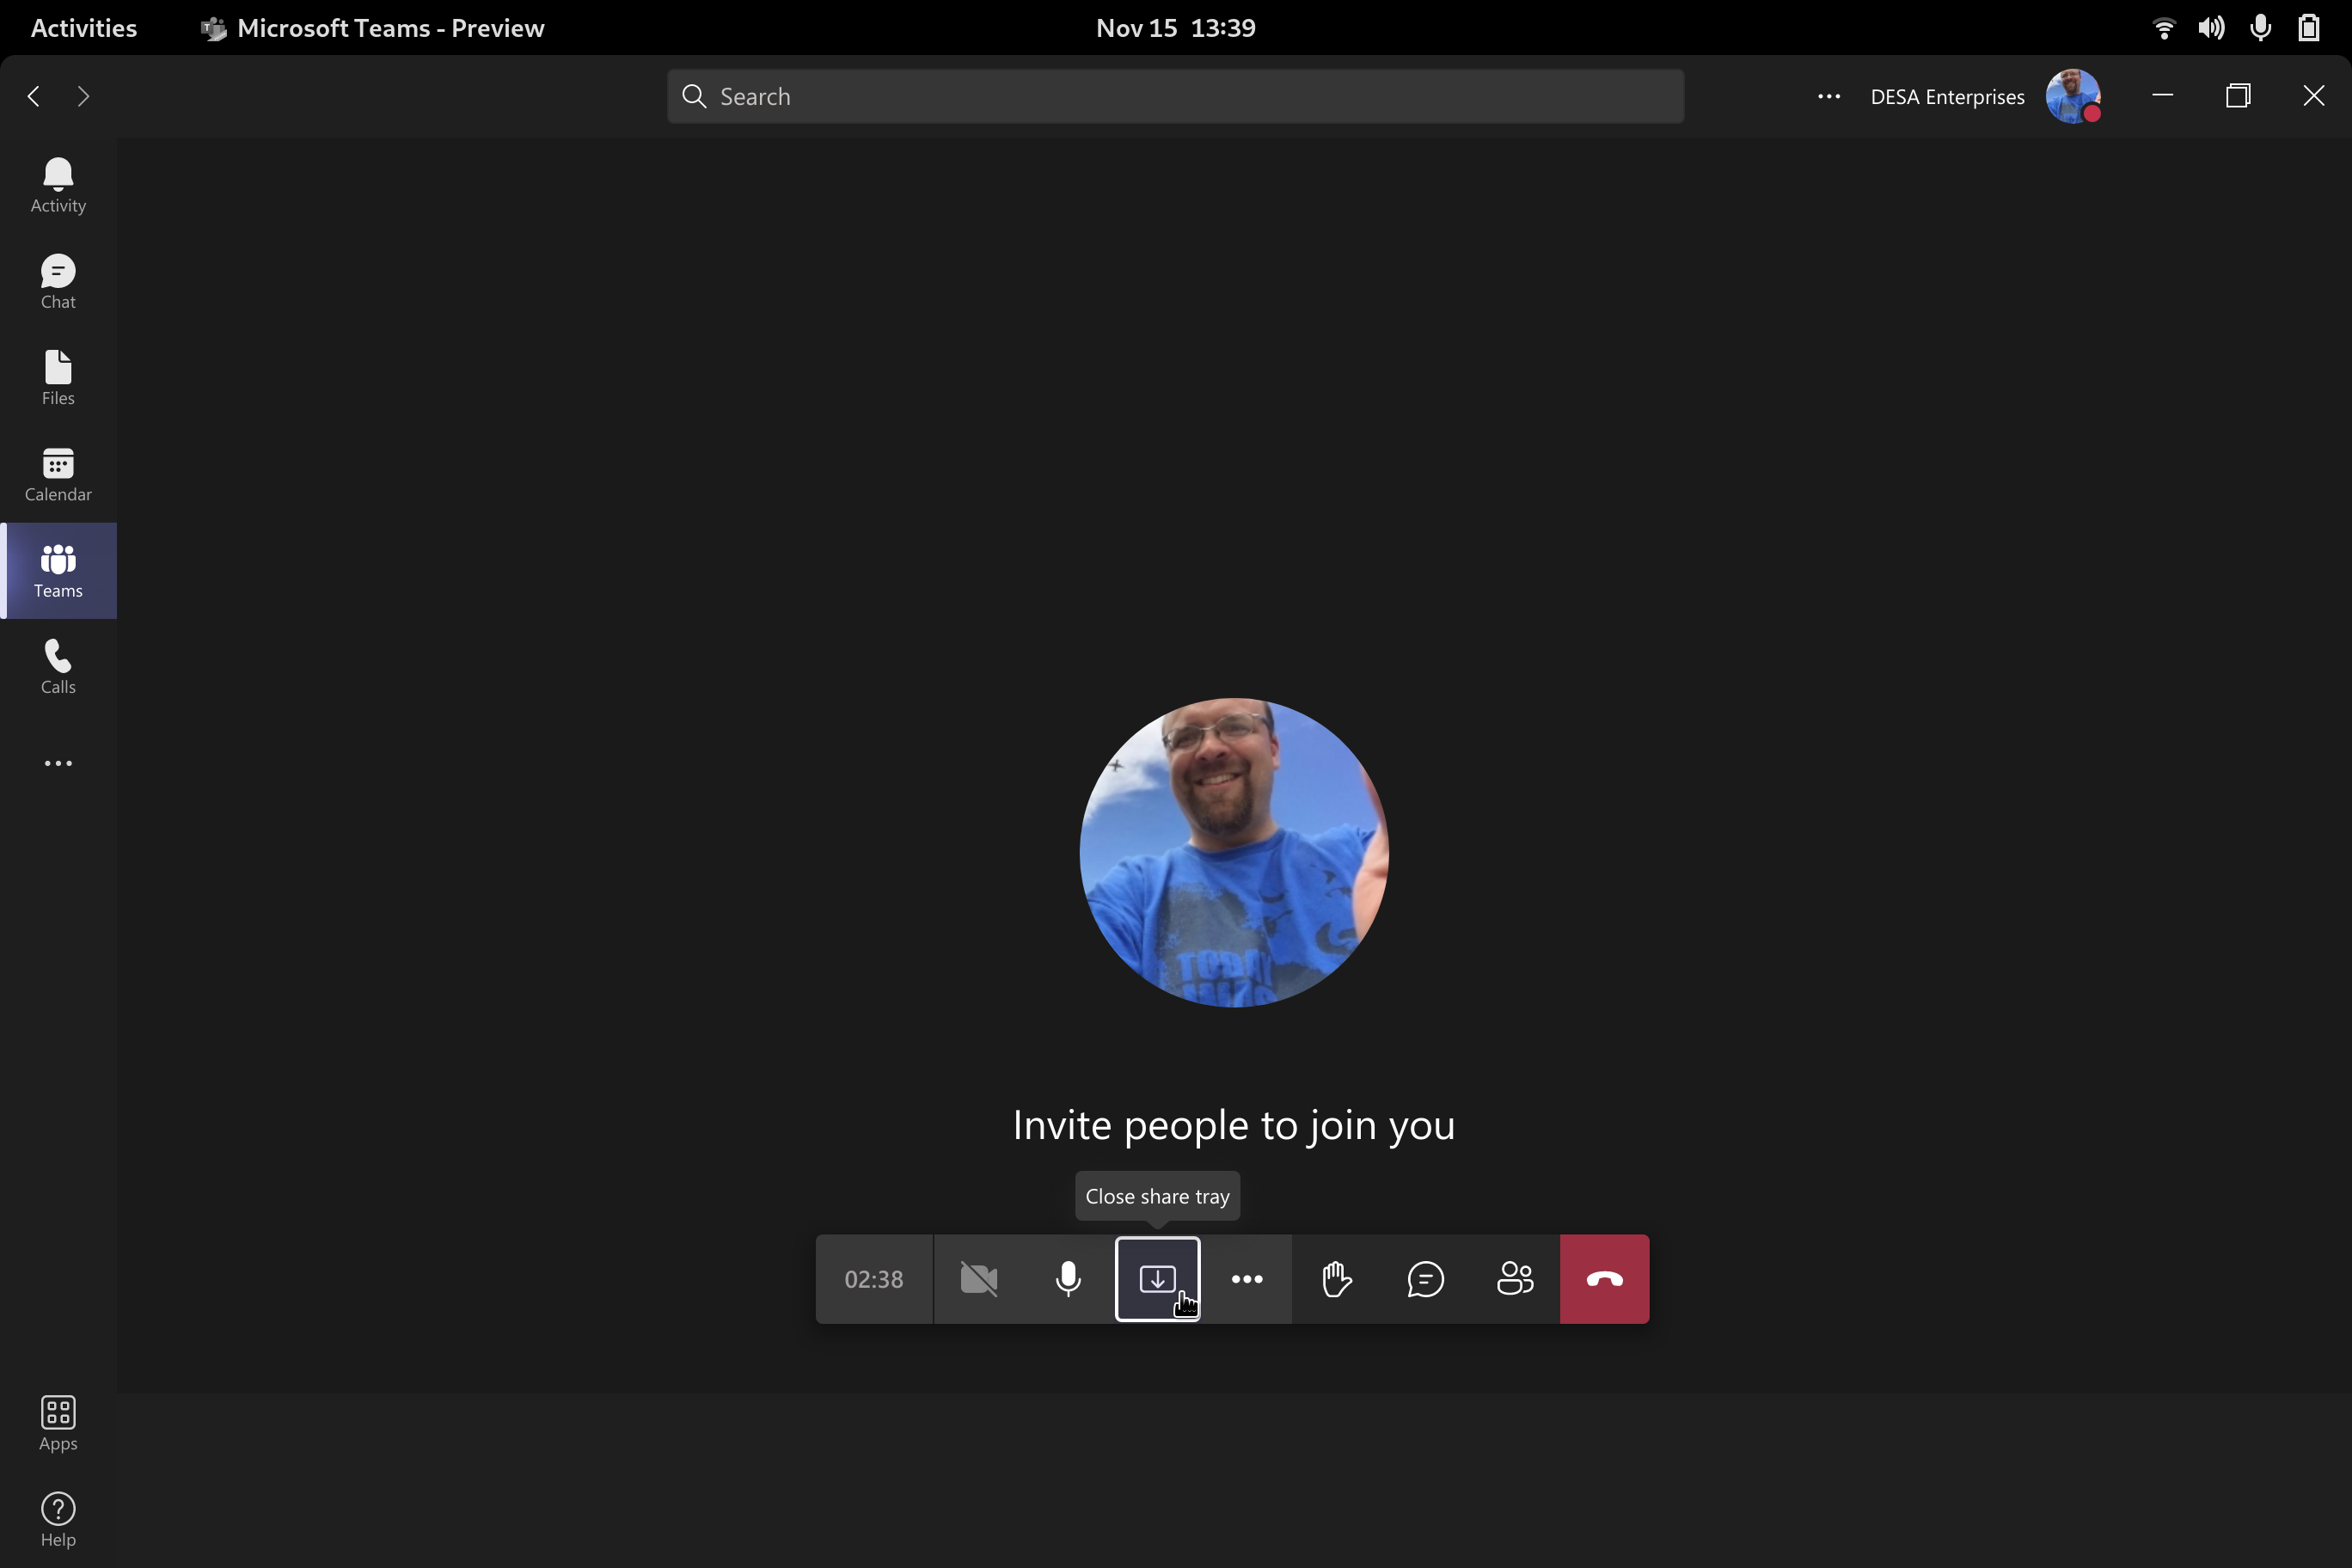 Activities
Microsoft Teams - Preview
Nov 15 13:39
Search
DESA Enterprises
Activity
Chat
Files
Calendar
Teams
Calls
TODAY
Invite people to join you
Close share tray
02:38
Apps
Help